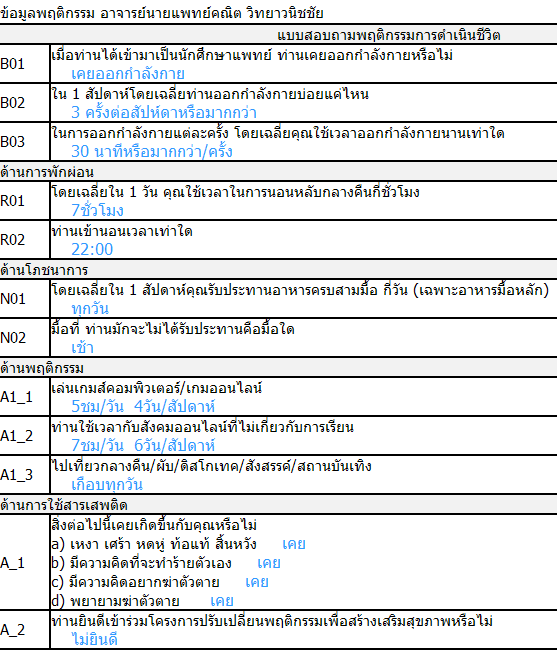 ข้อมูลพฤติกรรม อาจารย์นายแพทย์คณิต วิทยาวนิชชัย
แบบสอบถามพฤติกรรมการดำเนินชีวิต
B01 เมื่อท่านได้เข้ามาเป็นนักศึกษาแพทย์ ท่านเคยออกกำลังกายหรือไม่
เคยออกกำลังกาย
B02 ใน 1 สัปดาห์โดยเฉลี่ยท่านออกกำลังกายบ่อยแค่ไหน
3 ครั้งต่อสัปห์ดาหรือมากกว่า
B03 ในการออกกำลังกายแต่ละครั้ง โดยเฉลี่ยคุณใช้เวลาออกกำลังกายนานเท่าใด
30 นาทีหรือมากกว่า/ครั้ง
ด้านการพักผ่อน
R01 โดยเฉลี่ยใน 1 วัน คุณใช้เวลาในการนอนหลับกลางคืนกี่ชั่วโมง
7ชั่วโมง
R02 ท่านเข้านอนเวลาเท่าใด
22:00
ด้านโภชนาการ
N01 โดยเฉลี่ยใน 1 สัปดาห์คุณรับประทานอาหารครบสามมื้อ กี่วัน (เฉพาะอาหารมื้อหลัก)
ทุกวัน
N02 มื้อที่ ท่านมักจะไม่ได้รับประทานคือมื้อใด
เช้า
ด้านพฤติกรรม
A1_1 เล่นเกมส์คอมพิวเตอร์/เกมออนไลน์
5ชม/วัน 4วัน/สัปดาห์
A1_2 ท่านใช้เวลากับสังคมออนไลน์ที่ไม่เกี่ยวกับการเรียน
7ชม/วัน 6วัน/สัปดาห์
A1_3 ไปเที่ยวกลางคืน/ผับ/ดิสโกเทค/สังสรรค์/สถานบันเทิง
เกือบทุกวัน
ด้านการใช้สารเสพติด
A_1 สิ่งต่อไปนี้เคยเกิดขึ้นกับคุณหรือไม่
a) เหงา เศร้า หดหู่ ท้อแท้ สิ้นหวัง เคย
b) มีความคิดที่จะทำร้ายตัวเอง เคย
c) มีความคิดอยากฆ่าตัวตาย เคย
d) พยายามฆ่าตัวตาย เคย
A_2 ท่านยินดีเข้าร่วมโครงการปรับเปลี่ยนพฤติกรรมเพื่อสร้างเสริมสุขภาพหรือไม่
ไม่ยินดี